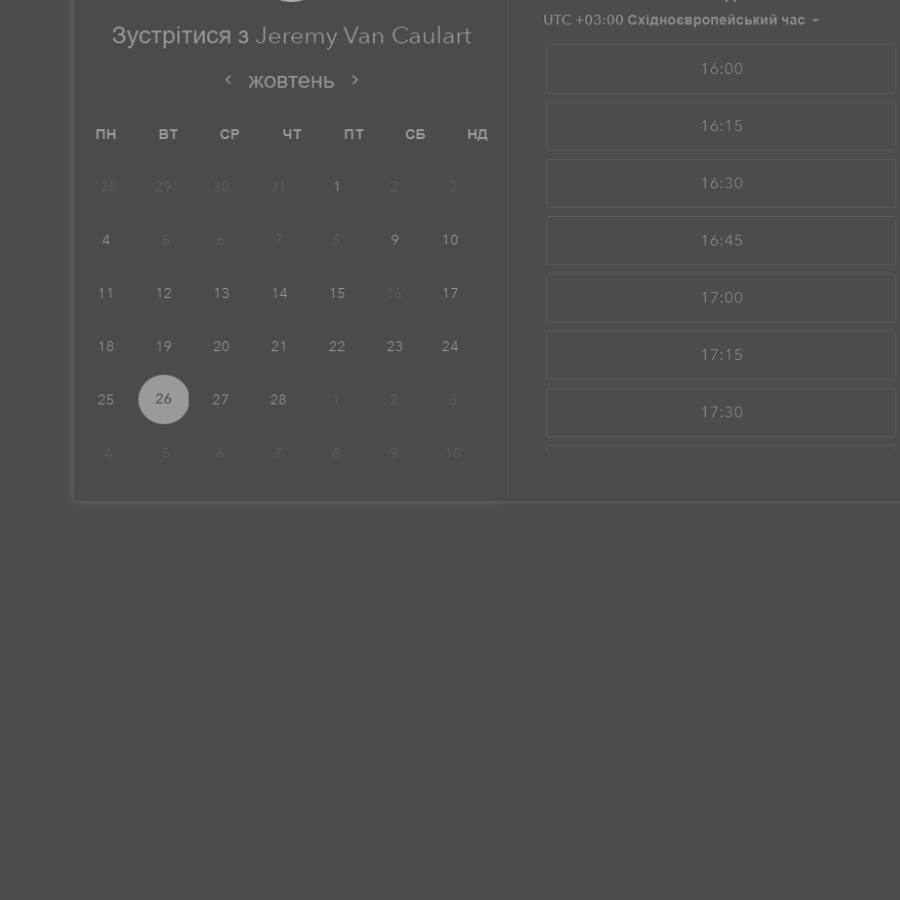 Зустрітися з Jeremy Van Caulart
жовтень
ПН ВТ СР ЧТ ПТ СБ НД
28 29 30 31 1 2 3
4 5 6 7 8 9 10
11 12 13 14 15 16 17
18 19 20 21 22 23 24
25 26 27 28 1 2 3
4 5 6 7 8 9 10
UTC +03:00 Східноєвропейський час
16:00
16:15
16:30
16:45
17:00
17:15
17:30